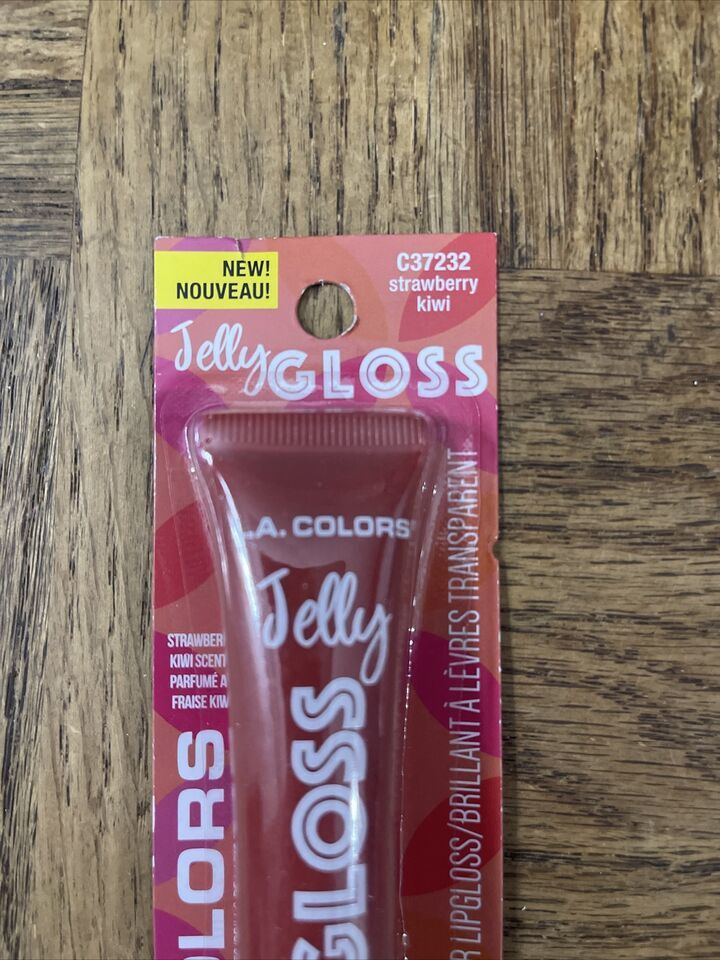 NEW!
NOUVEAU!
C37232
strawberry
kiwi
Jelly GLOSS
.A. COLORS
Jelly
GLOSS
STRAWBER
KIWI SCENT
PARFUMÉ A
FRAISE KIW
OLORS
R LIPGLOSS/BRILLANT À LÈVRES TRANSPARENT